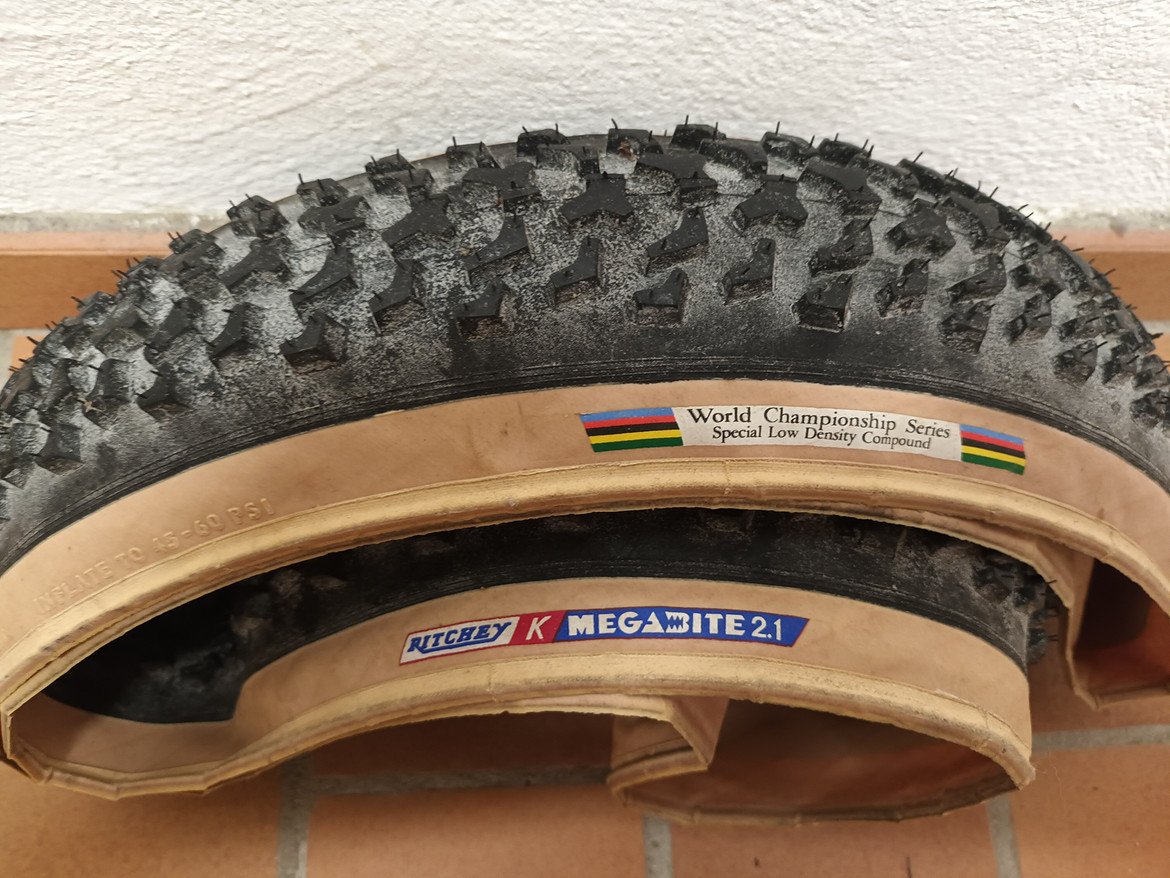 World Championship Series
Special Low Density Compound
INFLATE TO 45-60 PSI
RITCHEY K MEGABITE 2.1